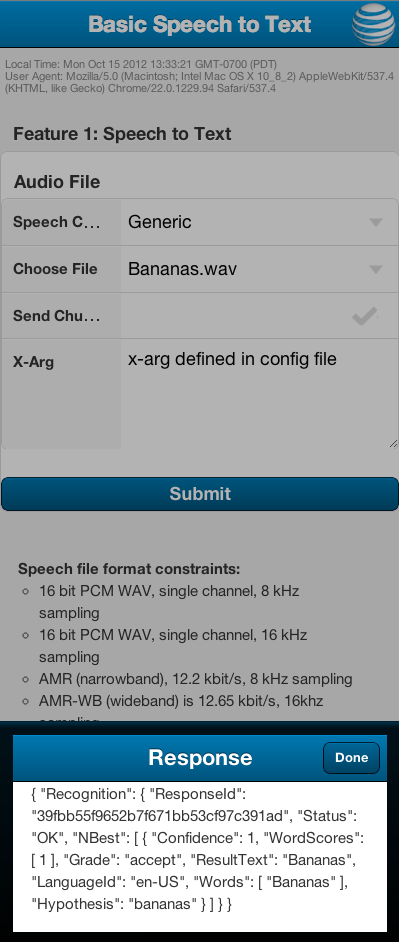 Basic Speech to Text
Local Time: Mon Oct 15 2012 13:33:21 GMT-0700 (PDT)
User Agent: Mozilla/5.0 (Macintosh; Intel Mac OS X 10_8_2) AppleWebKit/537.4
(KHTML, like Gecko) Chrome/22.0.1229.94 Safari/537.4
Feature 1: Speech to Text
Audio File
Speech C…
Generic
Choose File
Bananas.wav
Send Chu…
X-Arg
x-arg defined in config file
Submit
Speech file format constraints:
16 bit PCM WAV, single channel, 8 kHz
sampling
16 bit PCM WAV, single channel, 16 kHz
sampling
AMR (narrowband), 12.2 kbit/s, 8 kHz sampling
AMR-WB (wideband) is 12.65 kbit/s, 16khz
sampling
Response
Done
{ "Recognition": { "ResponseId":
"39fbb55f9652b7f671bb53cf97c391ad", "Status":
"OK", "NBest": [ { "Confidence": 1, "WordScores":
[ 1 ], "Grade": "accept", "ResultText": "Bananas",
"LanguageId": "en-US", "Words": [ "Bananas" ],
"Hypothesis": "bananas" } ] } }